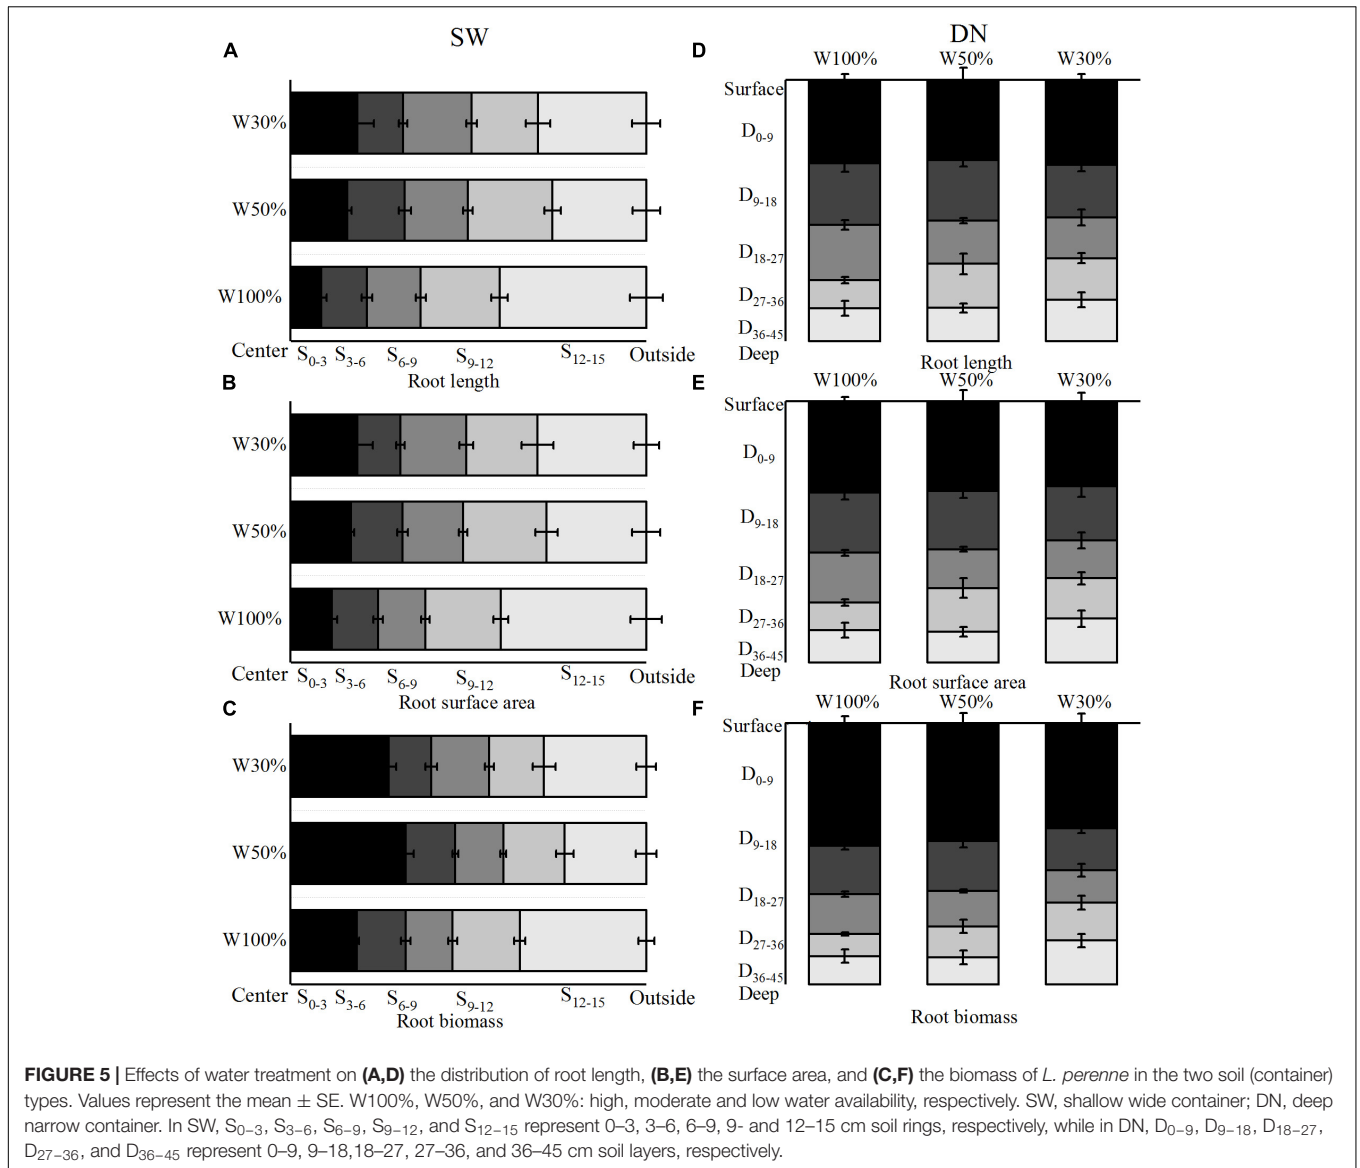 SW
A
W30%
W50%
W100%
Center S0-3 S3-6 S6-9 S9-12 S12-15 Outside
Root length
B
W30%
W50%
W100%
Center S0-3 S3-6 S6-9 S9-12 S12-15 Outside
Root surface area
C
W30%
W50%
W100%
Center S0-3 S3-6 S6-9 S9-12 S12-15 Outside
Root biomass
DN
D
W100% W50% W30%
Surface
D0-9
D9-18
D18-27
D27-36
D36-45
Deep
Root length
E
W100% W50% W30%
Surface
D0-9
D9-18
D18-27
D27-36
D36-45
Deep
Root surface area
F
W100% W50% W30%
Surface
D0-9
D9-18
D18-27
D27-36
D36-45
Deep
Root biomass
FIGURE 5 | Effects of water treatment on (A,D) the distribution of root length, (B,E) the surface area, and (C,F) the biomass of L. perenne in the two soil (container)
types. Values represent the mean ± SE. W100%, W50%, and W30%: high, moderate and low water availability, respectively. SW, shallow wide container; DN, deep
narrow container. In SW, S0−3, S3−6, S6−9, S9−12, and S12−15 represent 0–3, 3–6, 6–9, 9- and 12–15 cm soil rings, respectively, while in DN, D0−9, D9−18, D18−27,
D27−36, and D36−45 represent 0–9, 9–18,18–27, 27–36, and 36–45 cm soil layers, respectively.